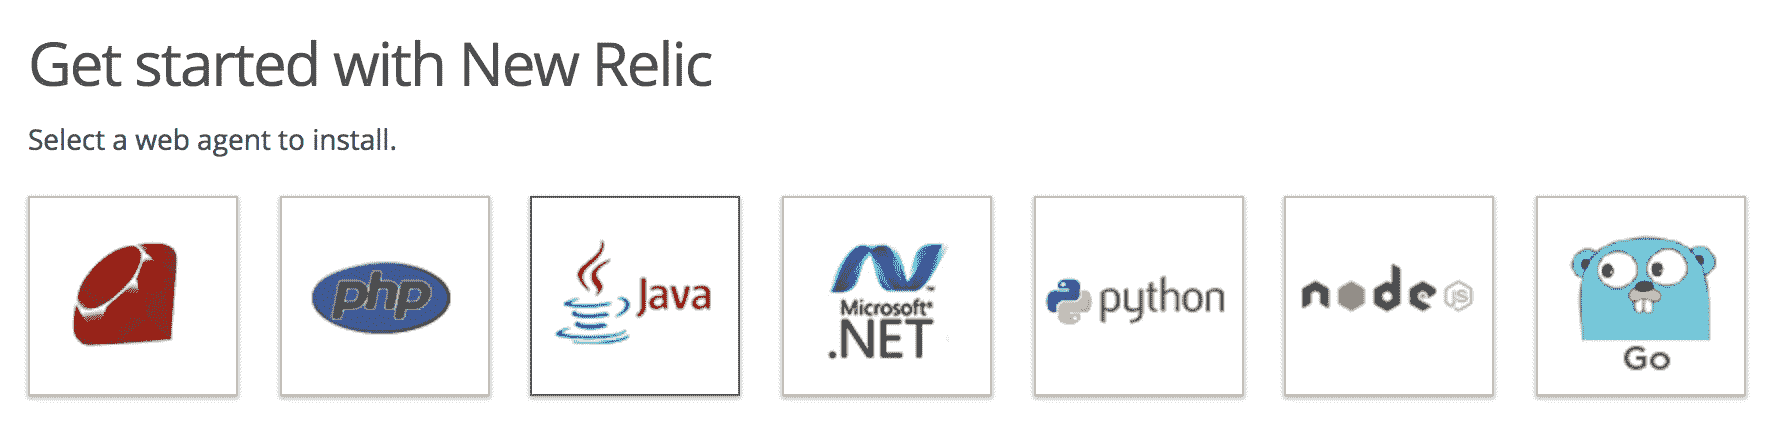 Get started with New Relic
Select a web agent to install.
php
Java
Microsoft®
.NET
python
node
JS
Go